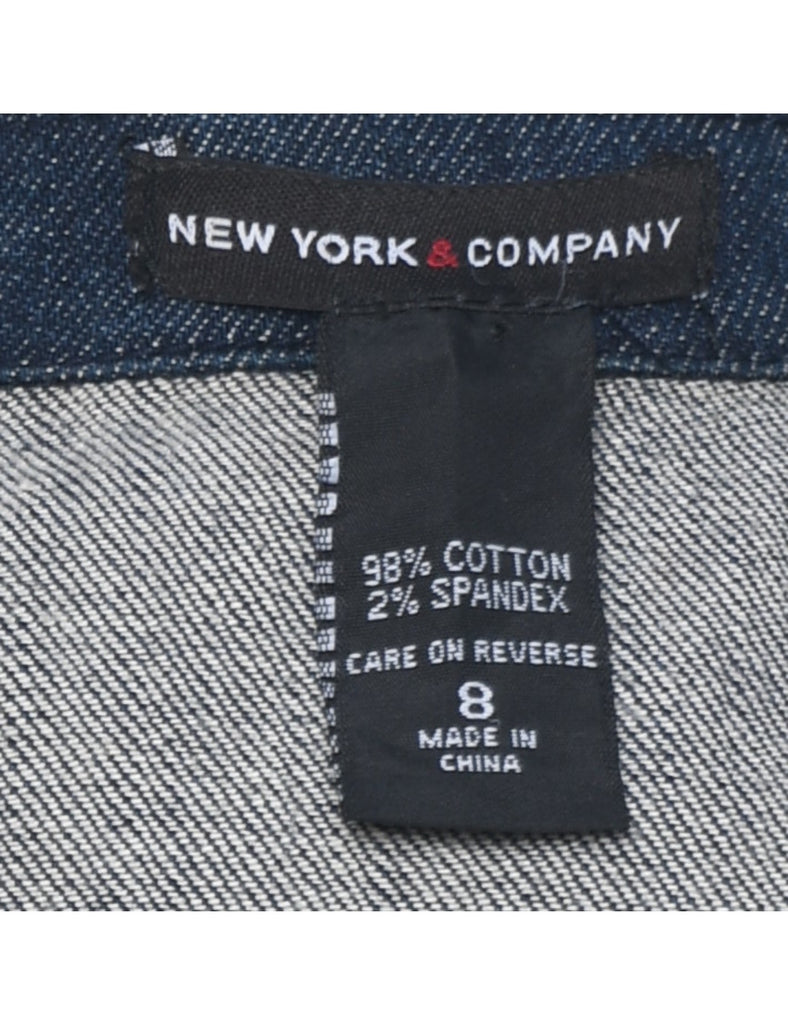 NEW YORK & COMPANY
98% COTTON
2% SPANDEX
CARE ON REVERSE
8
MADE IN
CHINA